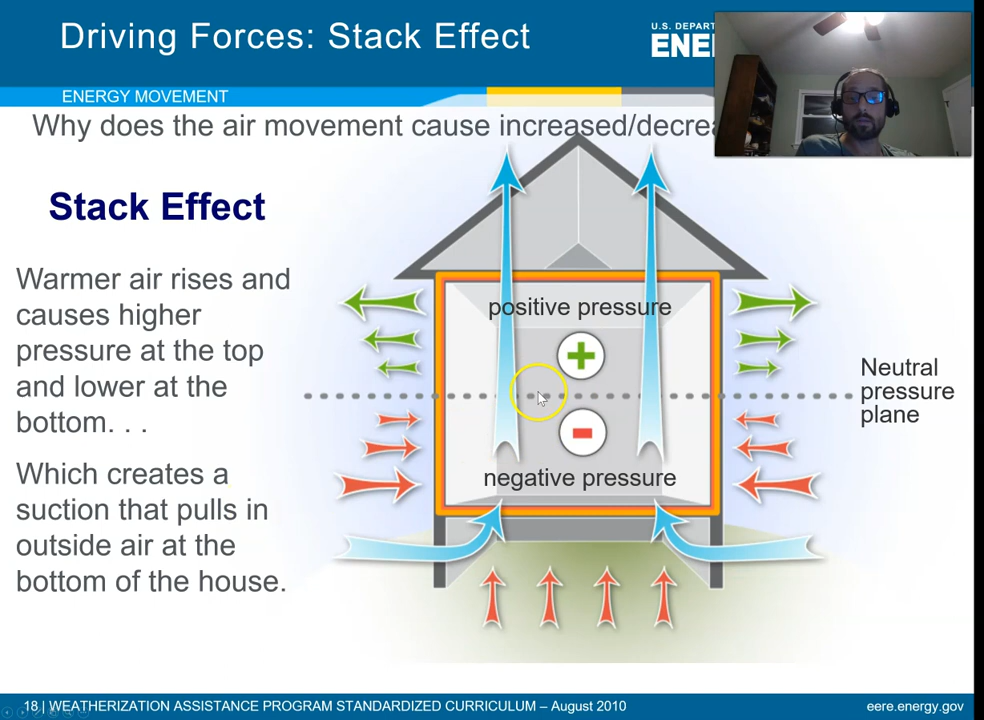 Driving Forces: Stack Effect
U.S. DEPART
ENE
ENERGY MOVEMENT
Why does the air movement cause increased/decrea
Stack Effect
Warmer air rises and
causes higher
pressure at the top
and lower at the
bottom. . .
Which creates a
suction that pulls in
outside air at the
bottom of the house.
positive pressure
negative pressure
Neutral
pressure
plane
18 | WEATHERIZATION ASSISTANCE PROGRAM STANDARDIZED CURRICULUM – August 2010
eere.energy.gov